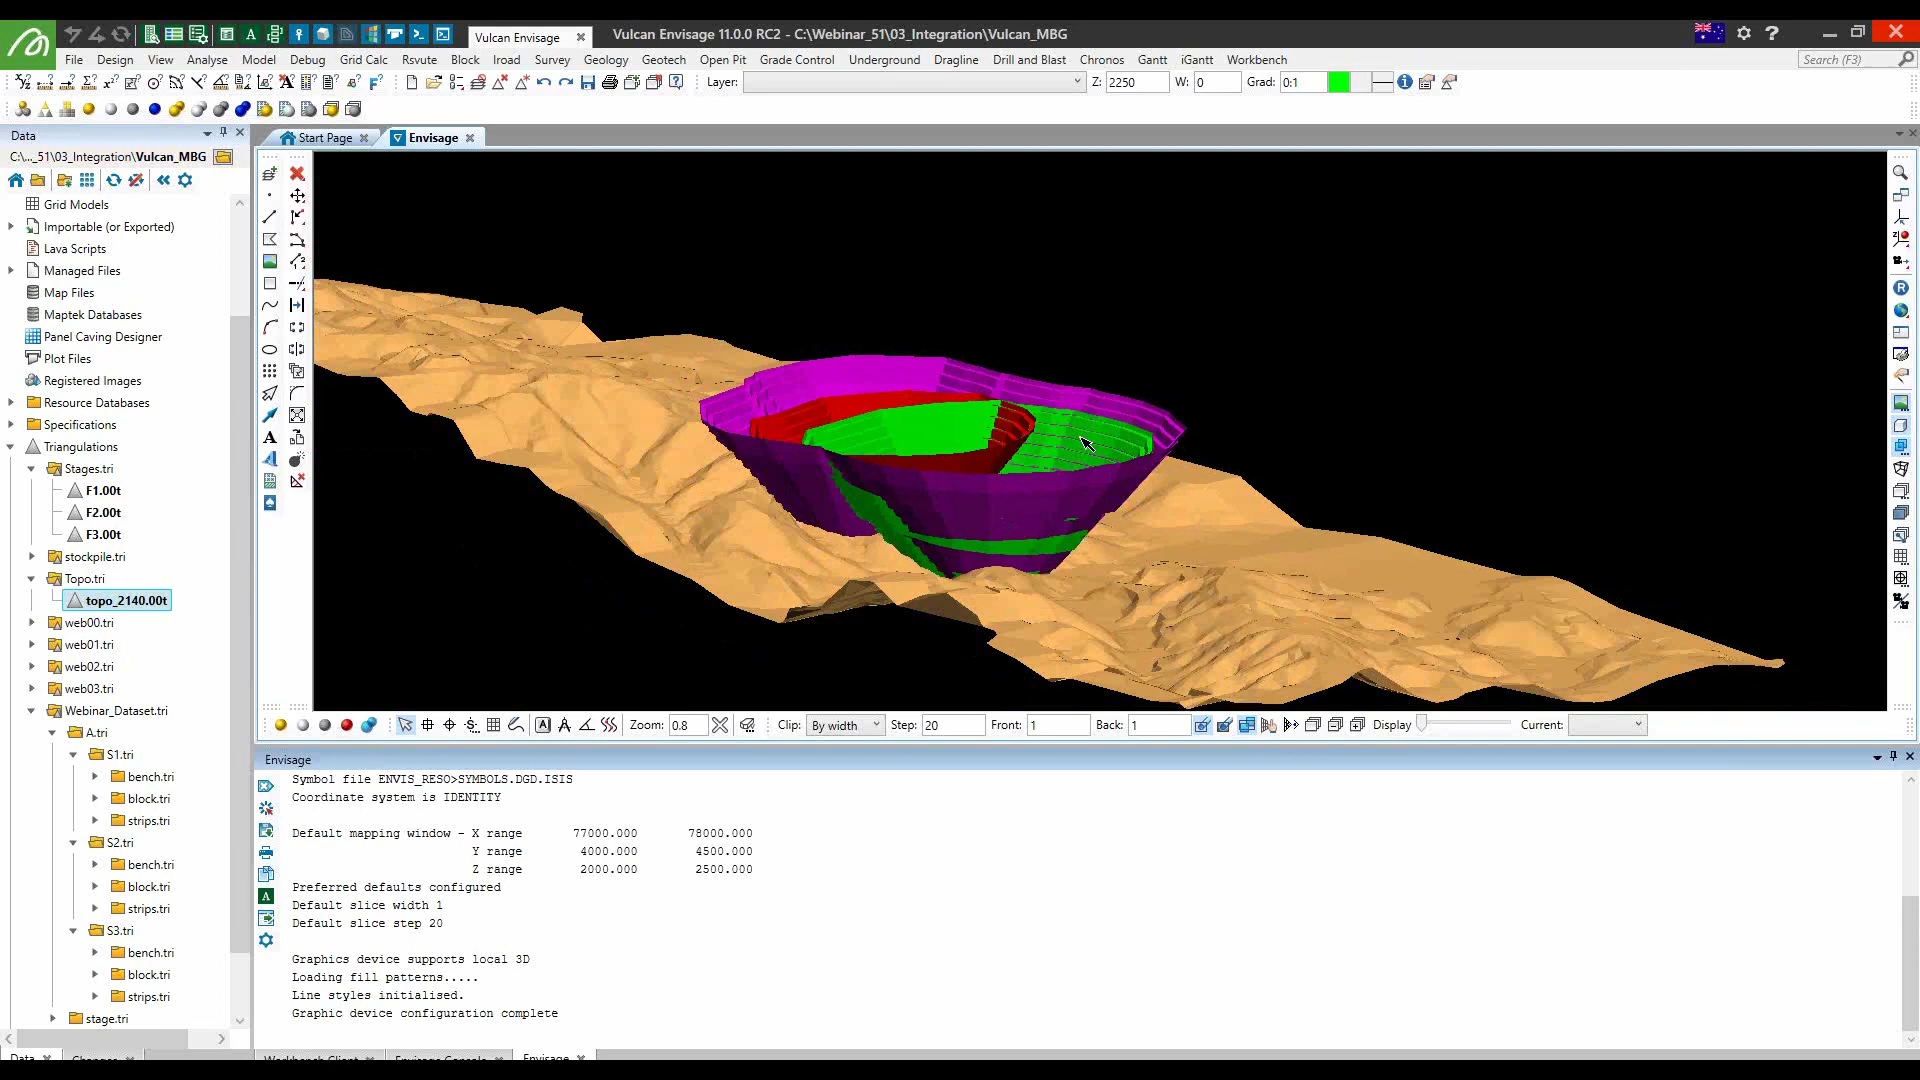 Vulcan Envisage
Vulcan Envisage 11.0.0 RC2 - C:\Webinar_51\03_Integration\Vulcan_MBG
File Design View Analyse Model Debug Grid Calc Rsvute Block Iroad Survey Geology Geotech Open Pit Grade Control Underground Dragline Drill and Blast Chronos Gantt iGantt Workbench
Search (F3)
Layer: Z: 2250 W: 0 Grad: 0:1
Data
C:\..._51\03_Integration\Vulcan_MBG
Start Page
Envisage
Grid Models
Importable (or Exported)
Lava Scripts
Managed Files
Map Files
Maptek Databases
Panel Caving Designer
Plot Files
Registered Images
Resource Databases
Specifications
Triangulations
Stages.tri
F1.00t
F2.00t
F3.00t
stockpile.tri
Topo.tri
topo_2140.00t
web00.tri
web01.tri
web02.tri
web03.tri
Webinar_Dataset.tri
A.tri
S1.tri
bench.tri
block.tri
strips.tri
S2.tri
bench.tri
block.tri
strips.tri
S3.tri
bench.tri
block.tri
strips.tri
stage.tri
Data Changes
Zoom: 0.8 Clip: By width Step: 20 Front: 1 Back: 1 Display Current:
Envisage
Symbol file ENVIS_RESO>SYMBOLS.DGD.ISIS
Coordinate system is IDENTITY
Default mapping window - X range 77000.000 78000.000
Y range 4000.000 4500.000
Z range 2000.000 2500.000
Preferred defaults configured
Default slice width 1
Default slice step 20
Graphics device supports local 3D
Loading fill patterns.....
Line styles initialised.
Graphic device configuration complete
Workbench Client Envisage Console Envisage